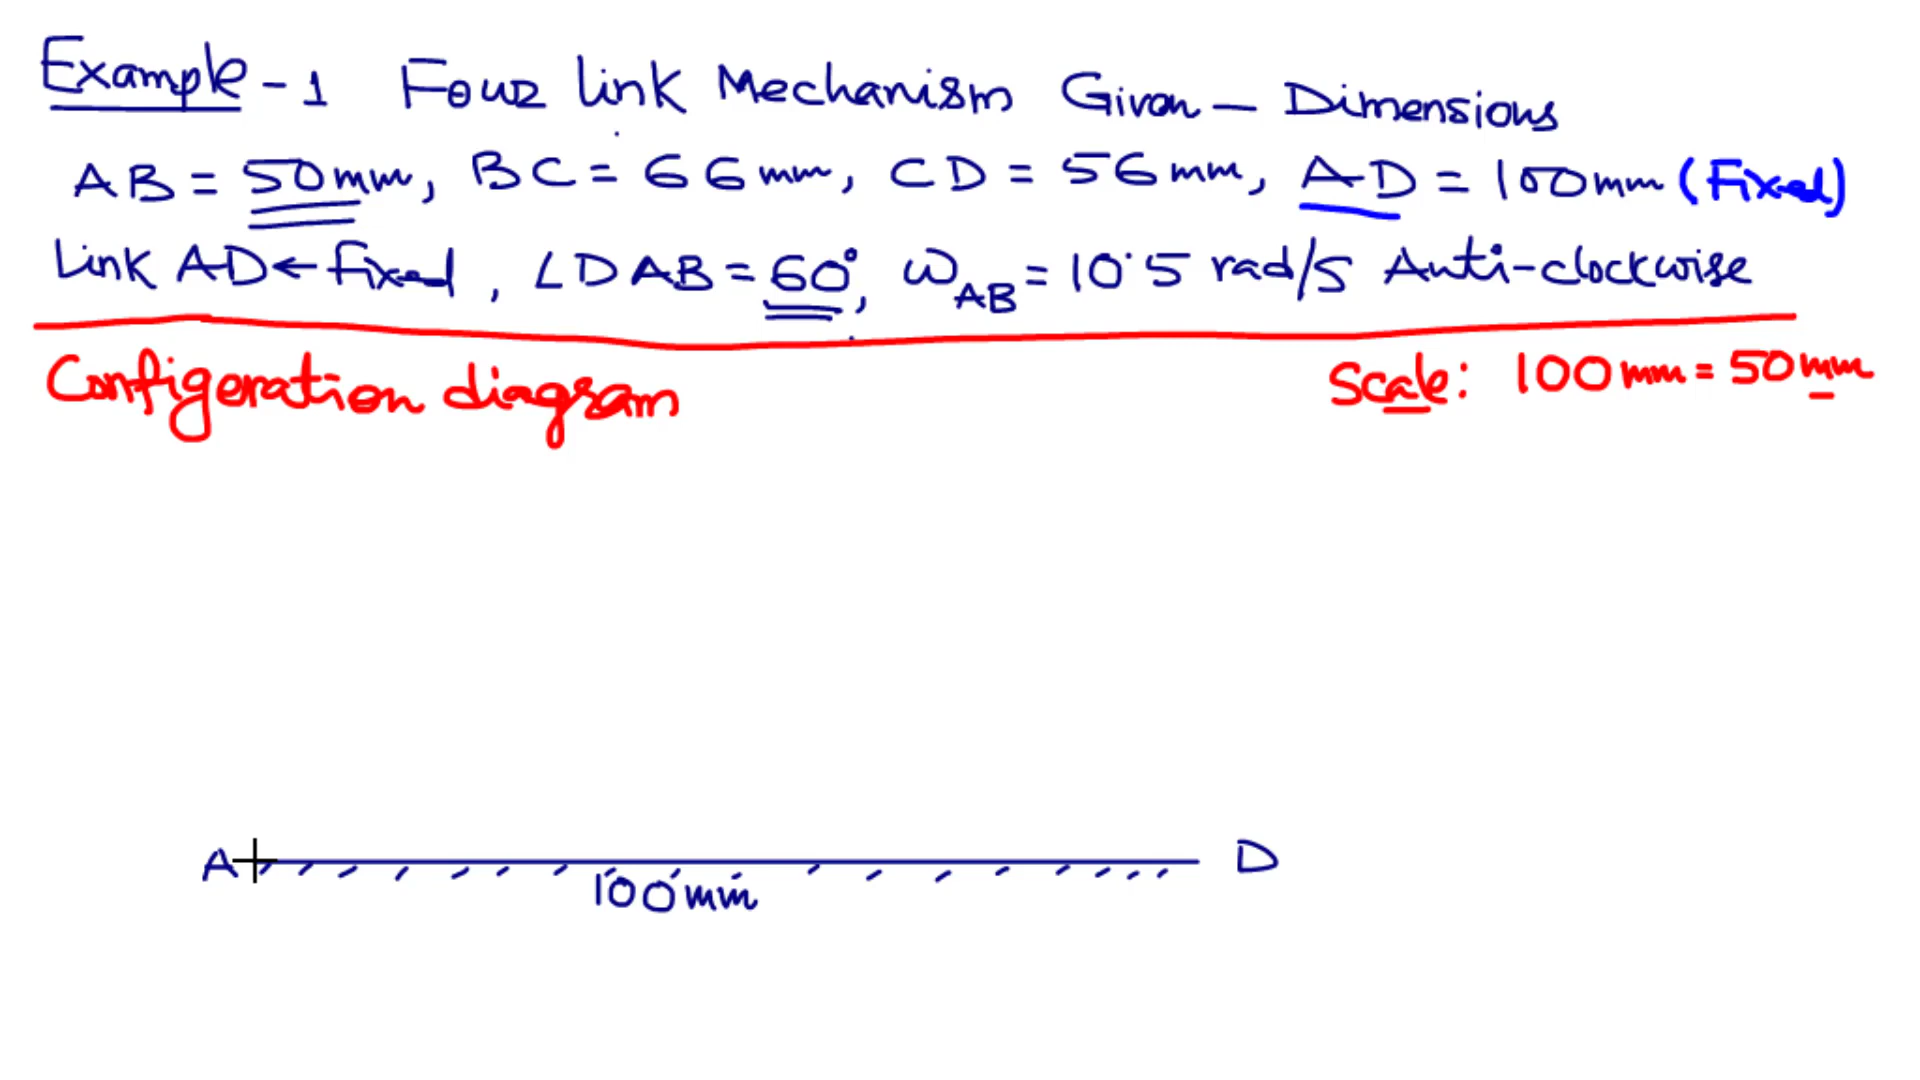 Example - 1 Four link Mechanism Given - Dimensions
AB = 50mm, BC = 66mm, CD = 56mm, AD = 100mm (Fixed)
Link AD ← fixed, ∠DAB = 60°, ω_AB = 10.5 rad/s Anti-clockwise
Configeration diagram
Scale: 100mm = 50mm
A D
100mm